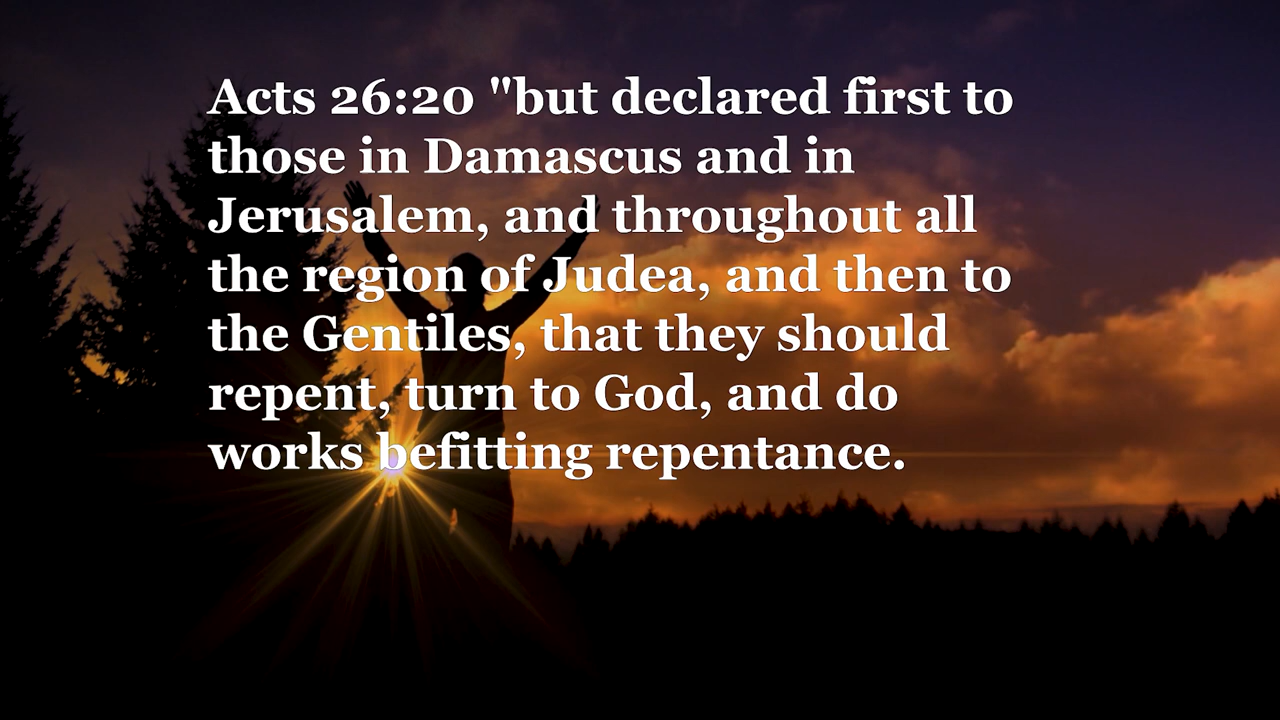 Acts 26:20 "but declared first to
those in Damascus and in
Jerusalem, and throughout all
the region of Judea, and then to
the Gentiles, that they should
repent, turn to God, and do
works befitting repentance.